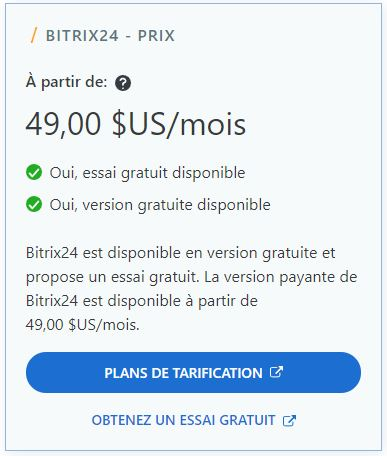 / BITRIX24 - PRIX
À partir de: ?
49,00 $US/mois
Oui, essai gratuit disponible
Oui, version gratuite disponible
Bitrix24 est disponible en version gratuite et
propose un essai gratuit. La version payante de
Bitrix24 est disponible à partir de
49,00 $US/mois.
PLANS DE TARIFICATION
OBTENEZ UN ESSAI GRATUIT